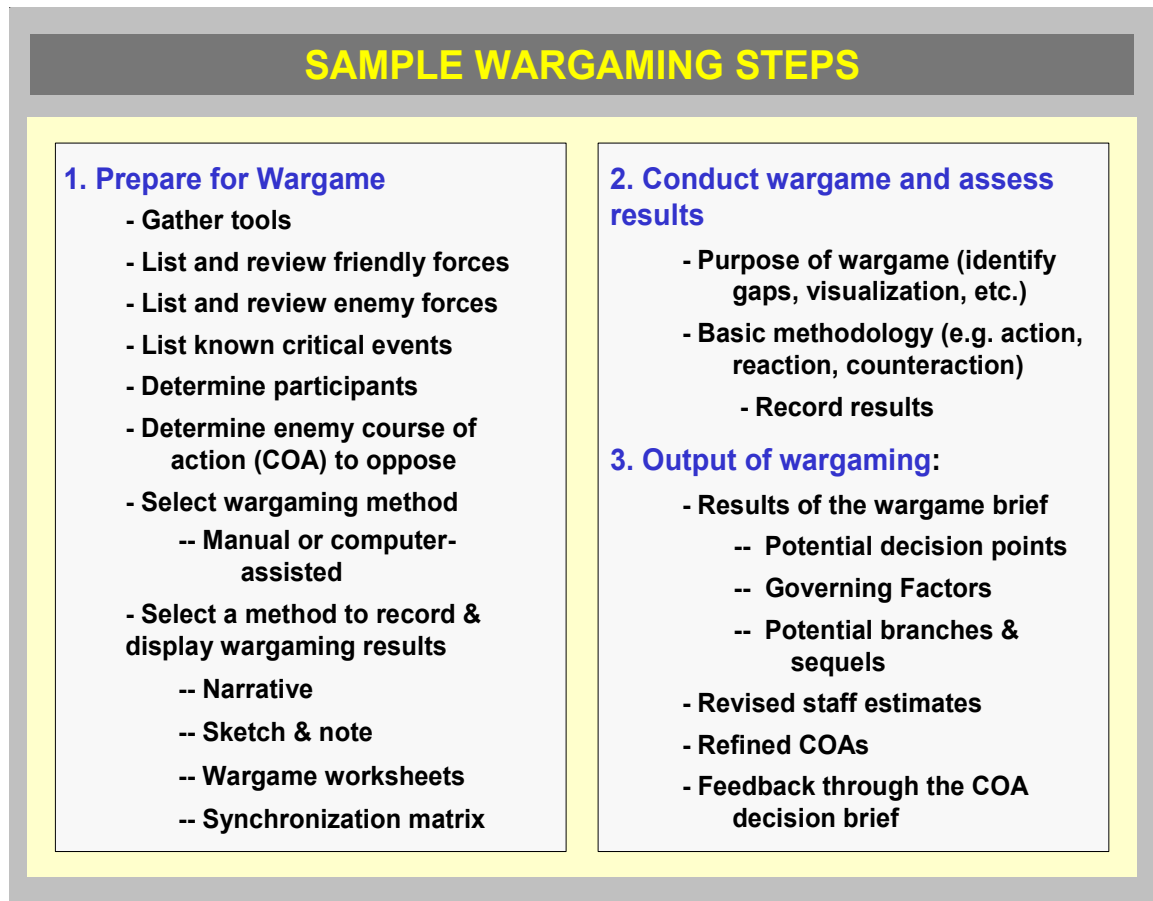 SAMPLE WARGAMING STEPS
1. Prepare for Wargame
- Gather tools
- List and review friendly forces
- List and review enemy forces
- List known critical events
- Determine participants
- Determine enemy course of
action (COA) to oppose
- Select wargaming method
-- Manual or computer-
assisted
- Select a method to record &
display wargaming results
-- Narrative
-- Sketch & note
-- Wargame worksheets
-- Synchronization matrix
2. Conduct wargame and assess
results
- Purpose of wargame (identify
gaps, visualization, etc.)
- Basic methodology (e.g. action,
reaction, counteraction)
- Record results
3. Output of wargaming:
- Results of the wargame brief
-- Potential decision points
-- Governing Factors
-- Potential branches &
sequels
- Revised staff estimates
- Refined COAs
- Feedback through the COA
decision brief